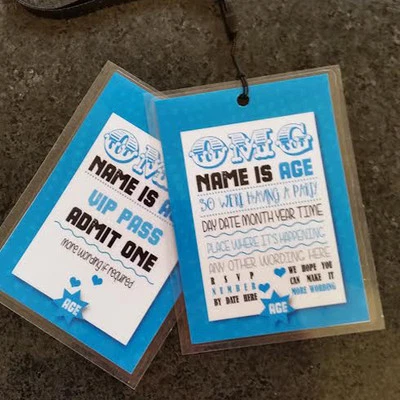 OM
NAME IS A
VIP PASS
ADMIT ONE
more wording if required
AGE
OMG
NAME IS AGE
SO WE'RE HAVING A PARTY
DAY DATE MONTH YEAR TIME
PLACE WHERE IT'S HAPPENING
ANY OTHER WORDING HERE
RSVP
NUMBER
BY DATE HERE
WE HOPE YOU
CAN MAKE IT
MORE WORDING
AGE